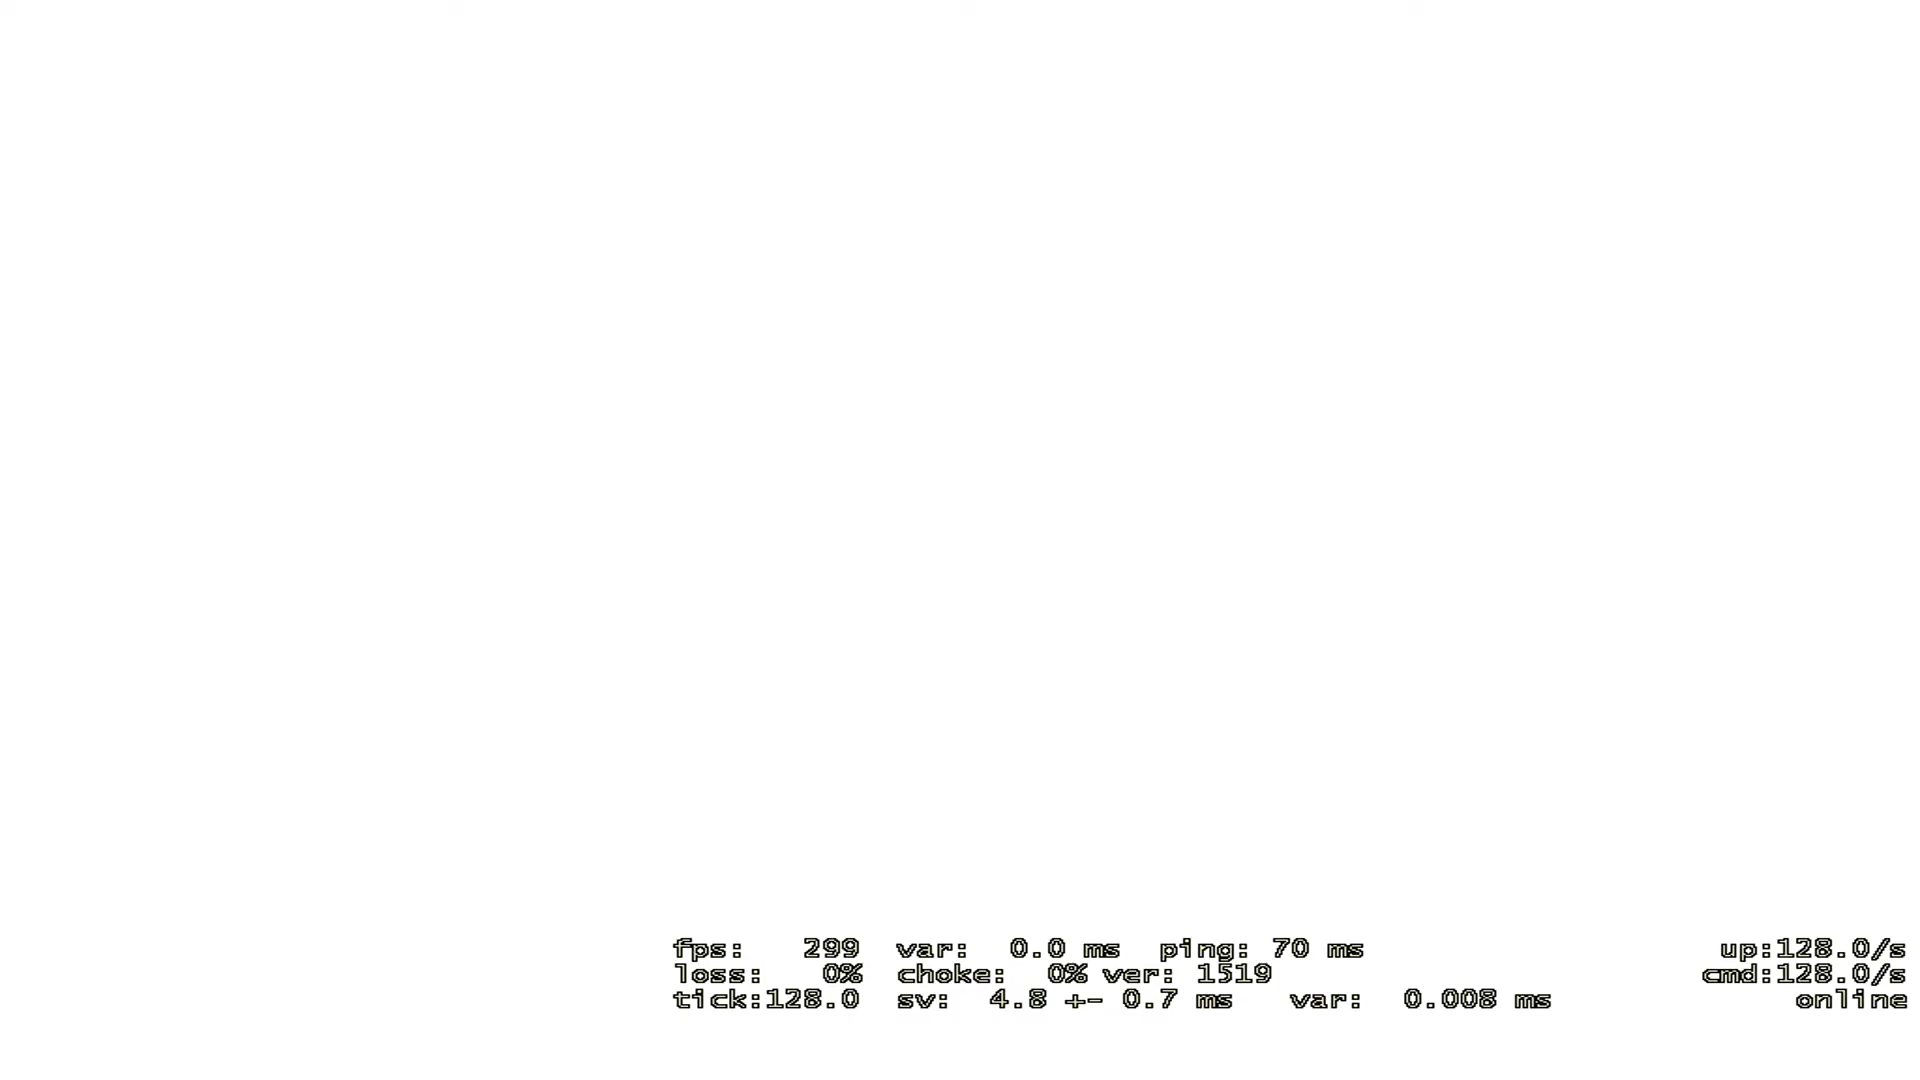 fps: 299 var: 0.0 ms ping: 70 ms up:128.0/s
loss: 0% choke: 0% ver: 1519 cmd:128.0/s
tick:128.0 sv: 4.8 +- 0.7 ms var: 0.008 ms online